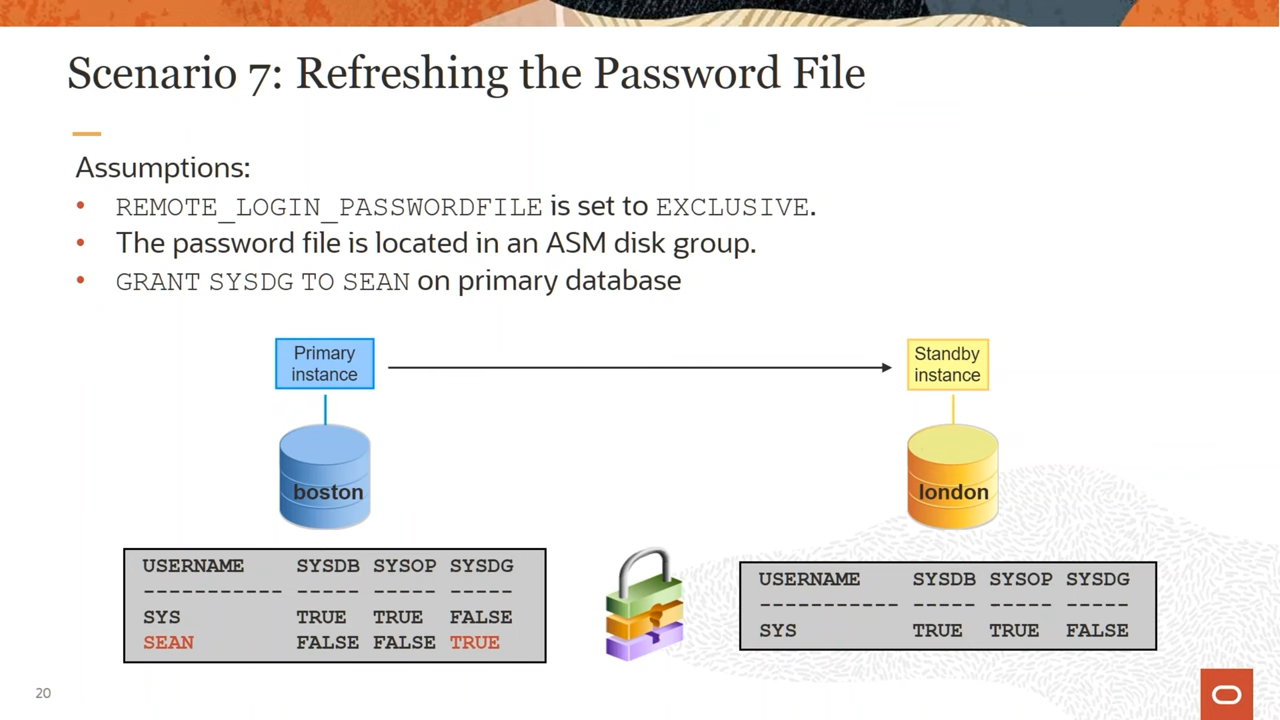 Scenario 7: Refreshing the Password File
Assumptions:
• REMOTE_LOGIN_PASSWORDFILE is set to EXCLUSIVE.
• The password file is located in an ASM disk group.
• GRANT SYSDG TO SEAN on primary database
Primary
instance
Standby
instance
boston
london
USERNAME SYSDB SYSOP SYSDG
----------- ----- ----- -----
SYS TRUE TRUE FALSE
SEAN FALSE FALSE TRUE
USERNAME SYSDB SYSOP SYSDG
----------- ----- ----- -----
SYS TRUE TRUE FALSE
20